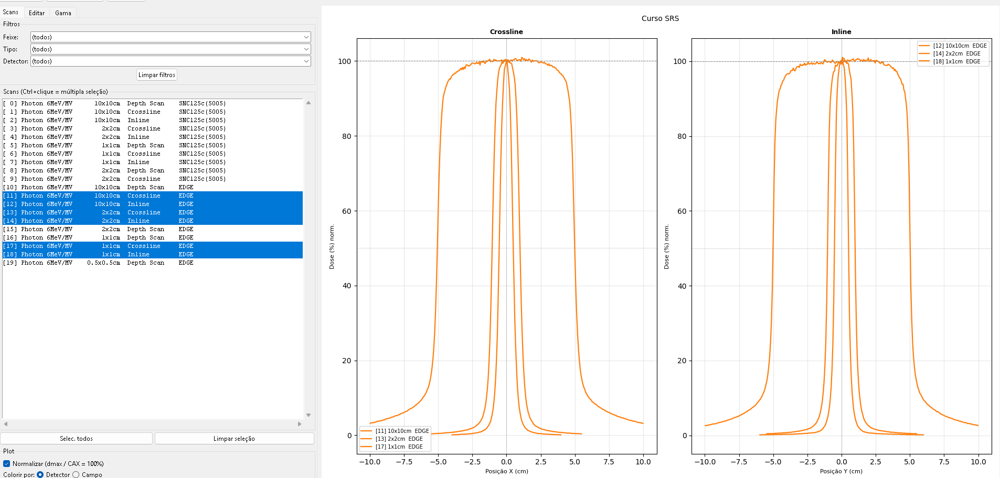 Scans Editar Gama
Filtros
Feixe: (todos)
Tipo: (todos)
Detector: (todos)
Limpar filtros
Scans (Ctrl+clique = múltipla seleção)
[ 0] Photon 6MeV/MV 10x10cm Depth Scan SNC125c(5005)
[ 1] Photon 6MeV/MV 10x10cm Crossline SNC125c(5005)
[ 2] Photon 6MeV/MV 10x10cm Inline SNC125c(5005)
[ 3] Photon 6MeV/MV 2x2cm Crossline SNC125c(5005)
[ 4] Photon 6MeV/MV 2x2cm Inline SNC125c(5005)
[ 5] Photon 6MeV/MV 1x1cm Depth Scan SNC125c(5005)
[ 6] Photon 6MeV/MV 1x1cm Crossline SNC125c(5005)
[ 7] Photon 6MeV/MV 1x1cm Inline SNC125c(5005)
[ 8] Photon 6MeV/MV 2x2cm Depth Scan SNC125c(5005)
[ 9] Photon 6MeV/MV 2x2cm Crossline SNC125c(5005)
[10] Photon 6MeV/MV 10x10cm Depth Scan EDGE
[11] Photon 6MeV/MV 10x10cm Crossline EDGE
[12] Photon 6MeV/MV 10x10cm Inline EDGE
[13] Photon 6MeV/MV 2x2cm Crossline EDGE
[14] Photon 6MeV/MV 2x2cm Inline EDGE
[15] Photon 6MeV/MV 2x2cm Depth Scan EDGE
[16] Photon 6MeV/MV 1x1cm Depth Scan EDGE
[17] Photon 6MeV/MV 1x1cm Crossline EDGE
[18] Photon 6MeV/MV 1x1cm Inline EDGE
[19] Photon 6MeV/MV 0.5x0.5cm Depth Scan EDGE
Selec. todos Limpar seleção
Plot
Normalizar (dmax / CAX = 100%)
Colorir por: Detector Campo
Curso SRS
Crossline
100
80
60
40
20
0
Dose (%) norm.
[11] 10x10cm EDGE
[13] 2x2cm EDGE
[17] 1x1cm EDGE
−10.0 −7.5 −5.0 −2.5 0.0 2.5 5.0 7.5 10.0
Posição X (cm)
Inline
[12] 10x10cm EDGE
[14] 2x2cm EDGE
[18] 1x1cm EDGE
100
80
60
40
20
0
Dose (%) norm.
−10.0 −7.5 −5.0 −2.5 0.0 2.5 5.0 7.5 10.0
Posição Y (cm)